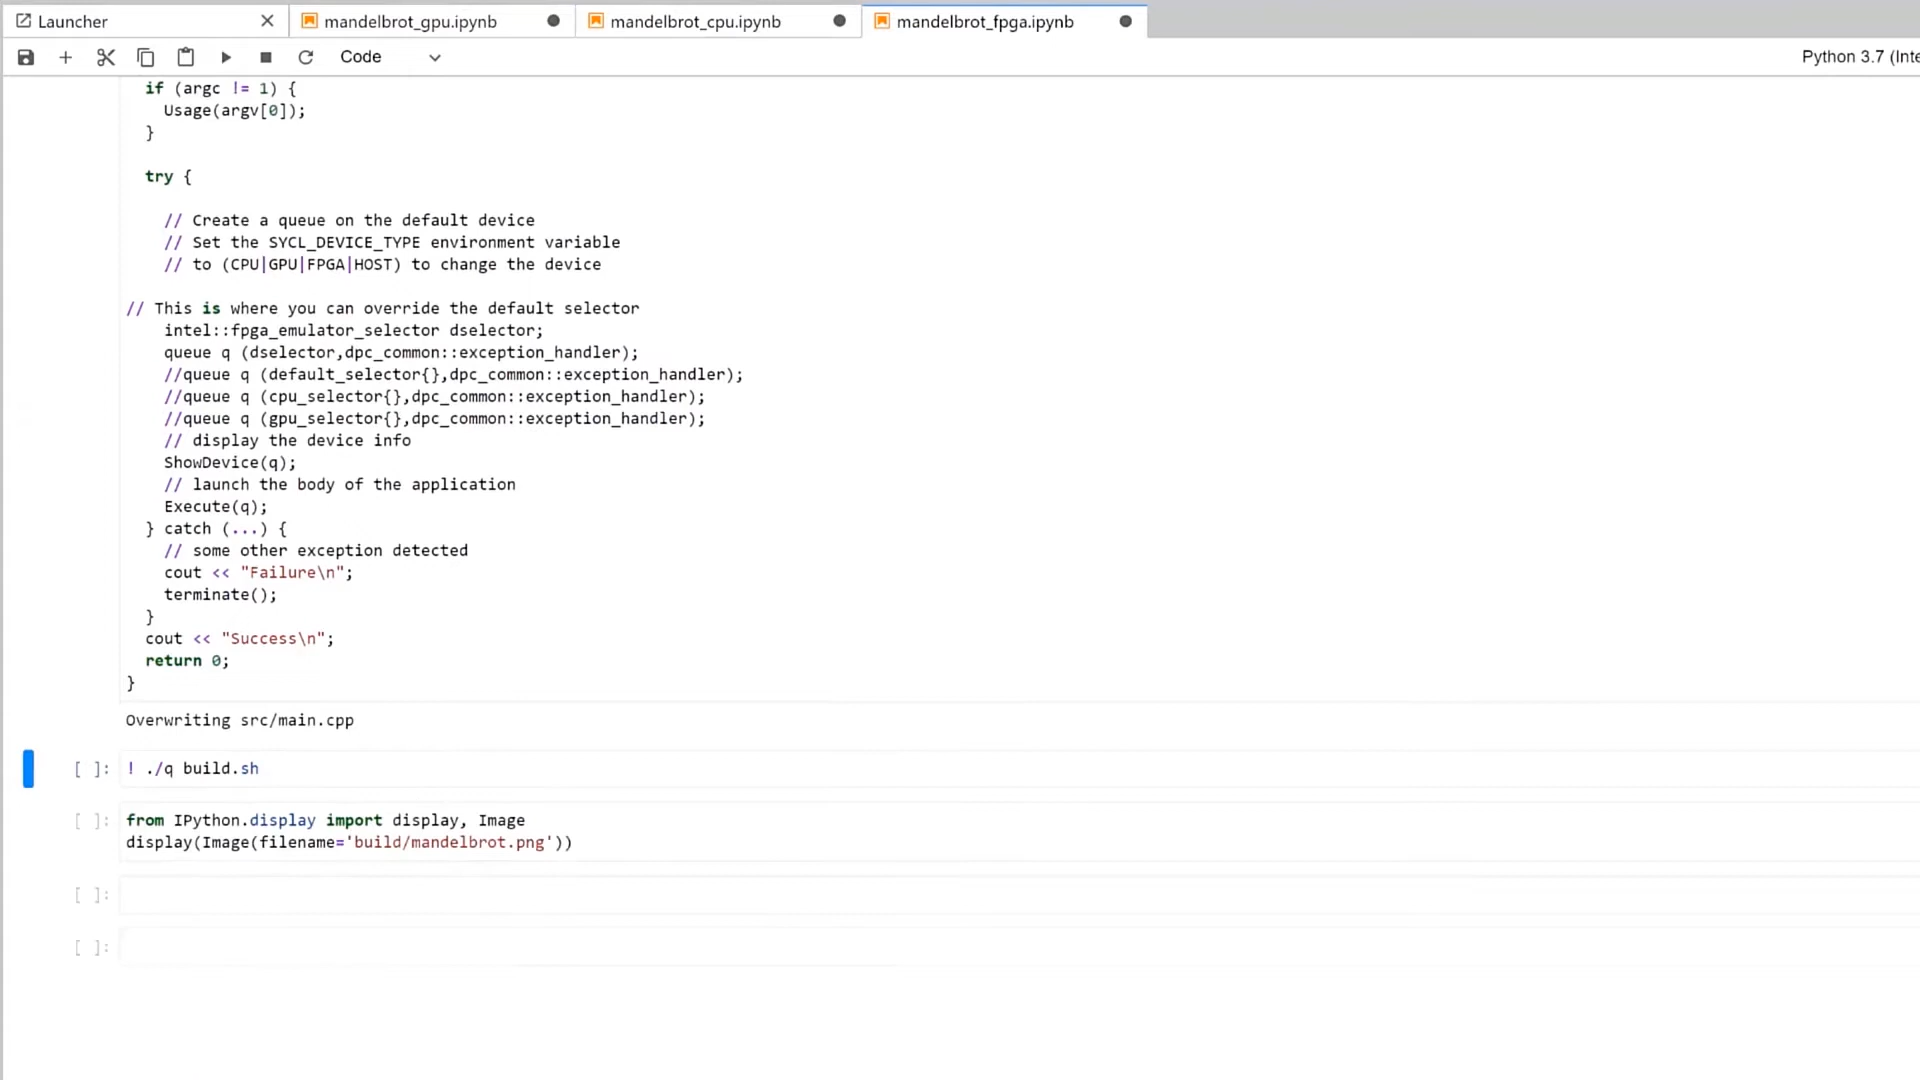 Launcher
mandelbrot_gpu.ipynb
mandelbrot_cpu.ipynb
mandelbrot_fpga.ipynb
Code
Python 3.7 (Inte
if (argc != 1) {
Usage(argv[0]);
}
try {
// Create a queue on the default device
// Set the SYCL_DEVICE_TYPE environment variable
// to (CPU|GPU|FPGA|HOST) to change the device
// This is where you can override the default selector
intel::fpga_emulator_selector dselector;
queue q (dselector,dpc_common::exception_handler);
//queue q (default_selector{},dpc_common::exception_handler);
//queue q (cpu_selector{},dpc_common::exception_handler);
//queue q (gpu_selector{},dpc_common::exception_handler);
// display the device info
ShowDevice(q);
// launch the body of the application
Execute(q);
} catch (...) {
// some other exception detected
cout << "Failure\n";
terminate();
}
cout << "Success\n";
return 0;
}
Overwriting src/main.cpp
[ ]: ! ./q build.sh
[ ]: from IPython.display import display, Image
display(Image(filename='build/mandelbrot.png'))
[ ]:
[ ]: